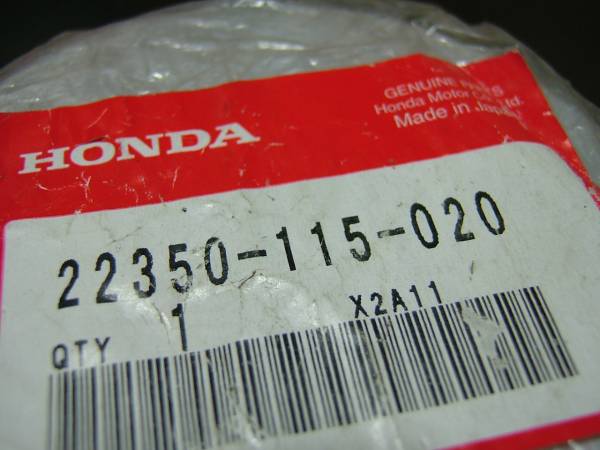 HONDA
GENUINE PARTS
Honda Motor Co., Ltd.
Made in Japan
22350-115-020
QTY 1 X2A11